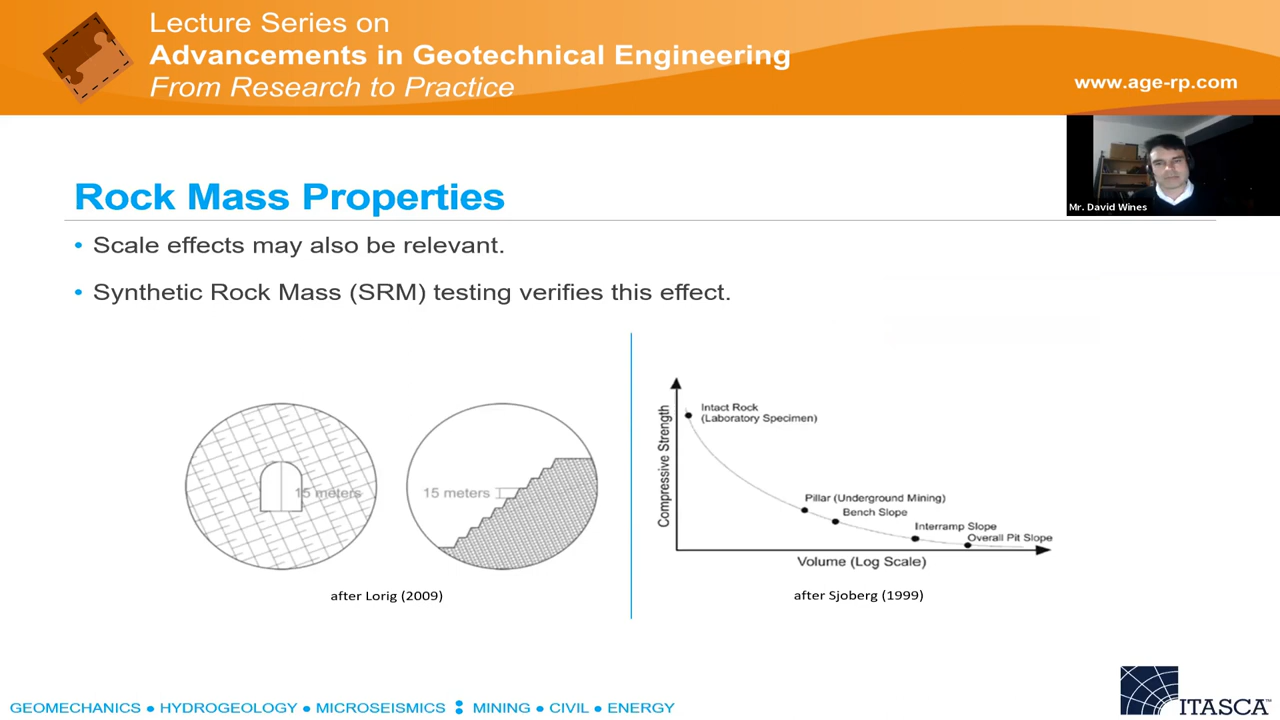 Lecture Series on
Advancements in Geotechnical Engineering
From Research to Practice
www.age-rp.com
Mr. David Wines
Rock Mass Properties
• Scale effects may also be relevant.
• Synthetic Rock Mass (SRM) testing verifies this effect.
15 meters
15 meters
after Lorig (2009)
Compressive Strength
Intact Rock
(Laboratory Specimen)
Pillar (Underground Mining)
Bench Slope
Interramp Slope
Overall Pit Slope
Volume (Log Scale)
after Sjoberg (1999)
GEOMECHANICS • HYDROGEOLOGY • MICROSEISMICS : MINING • CIVIL • ENERGY
ITASCA™